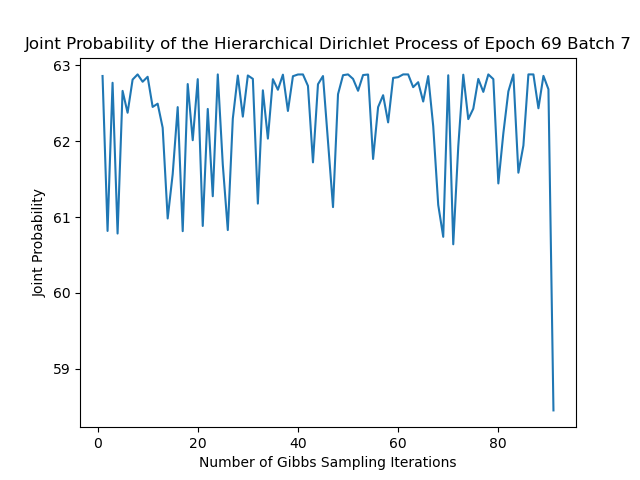 Joint Probability of the Hierarchical Dirichlet Process of Epoch 69 Batch 7
63
62
61
60
59
Joint Probability
0 20 40 60 80
Number of Gibbs Sampling Iterations